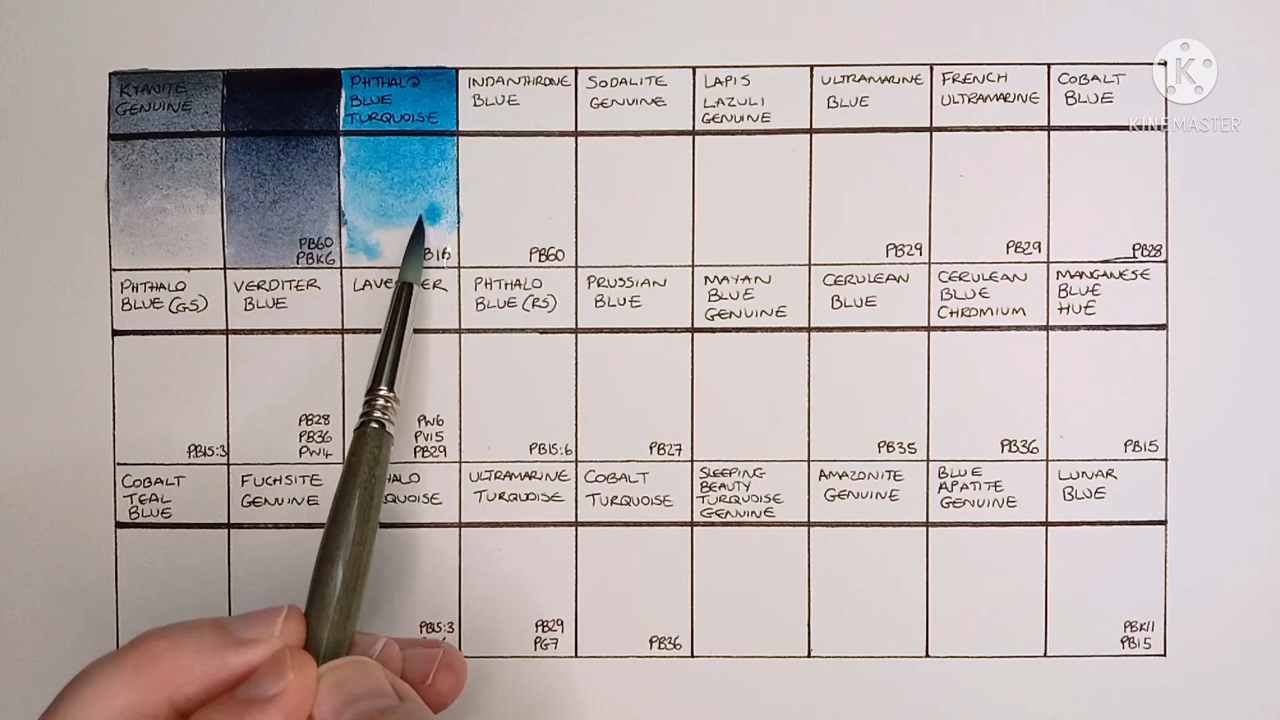 KINEMASTER
KYANITE
GENUINE
PB60
PBK6
PHTHALO
BLUE
TURQUOISE
B16
INDANTHRONE
BLUE
PB60
SODALITE
GENUINE
LAPIS
LAZULI
GENUINE
ULTRAMARINE
BLUE
PB29
FRENCH
ULTRAMARINE
PB29
COBALT
BLUE
PB28
PHTHALO
BLUE (GS)
PB15:3
VERDITER
BLUE
PB28
PB36
PW4
PW6
PV15
PB29
PHTHALO
BLUE (RS)
PB15:6
PRUSSIAN
BLUE
PB27
MAYAN
BLUE
GENUINE
CERULEAN
BLUE
PB35
CERULEAN
BLUE
CHROMIUM
PB36
MANGANESE
BLUE
HUE
PB15
COBALT
TEAL
BLUE
FUCHSITE
GENUINE
HALO
QUOISE
PB15:3
ULTRAMARINE
TURQUOISE
PB29
PG7
COBALT
TURQUOISE
PB36
SLEEPING
BEAUTY
TURQUOISE
GENUINE
AMAZONITE
GENUINE
BLUE
APATITE
GENUINE
LUNAR
BLUE
PBK11
PB15